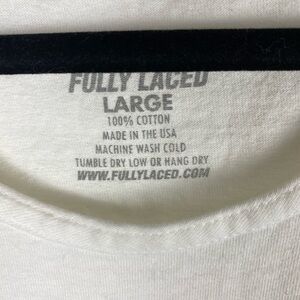 FULLY LACED
LARGE
100% COTTON
MADE IN THE USA
MACHINE WASH COLD
TUMBLE DRY LOW OR HANG DRY
WWW.FULLYLACED.COM